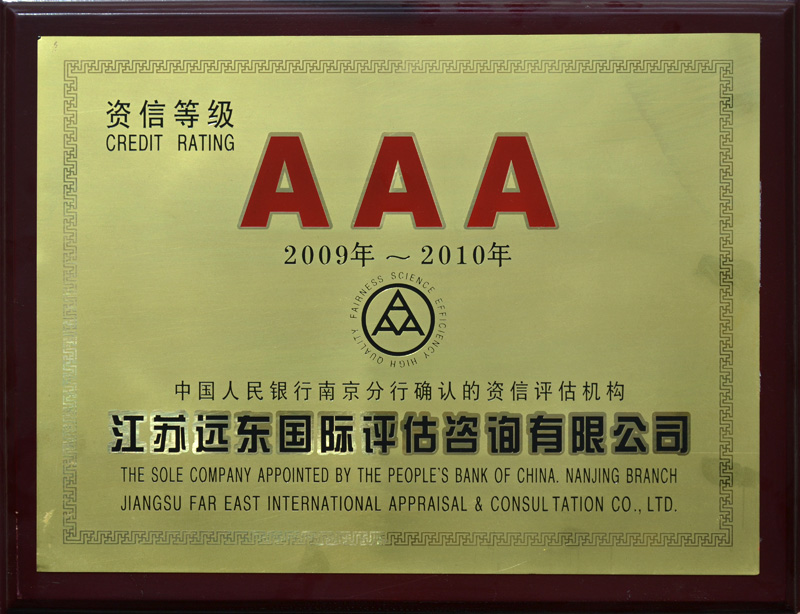 资信等级
CREDIT RATING
AAA
2009年～2010年
FAIRNESS SCIENCE EFFICIENCY HIGH QUALITY
AAA
中国人民银行南京分行确认的资信评估机构
江苏远东国际评估咨询有限公司
THE SOLE COMPANY APPOINTED BY THE PEOPLE'S BANK OF CHINA. NANJING BRANCH
JIANGSU FAR EAST INTERNATIONAL APPRAISAL & CONSULTATION CO., LTD.